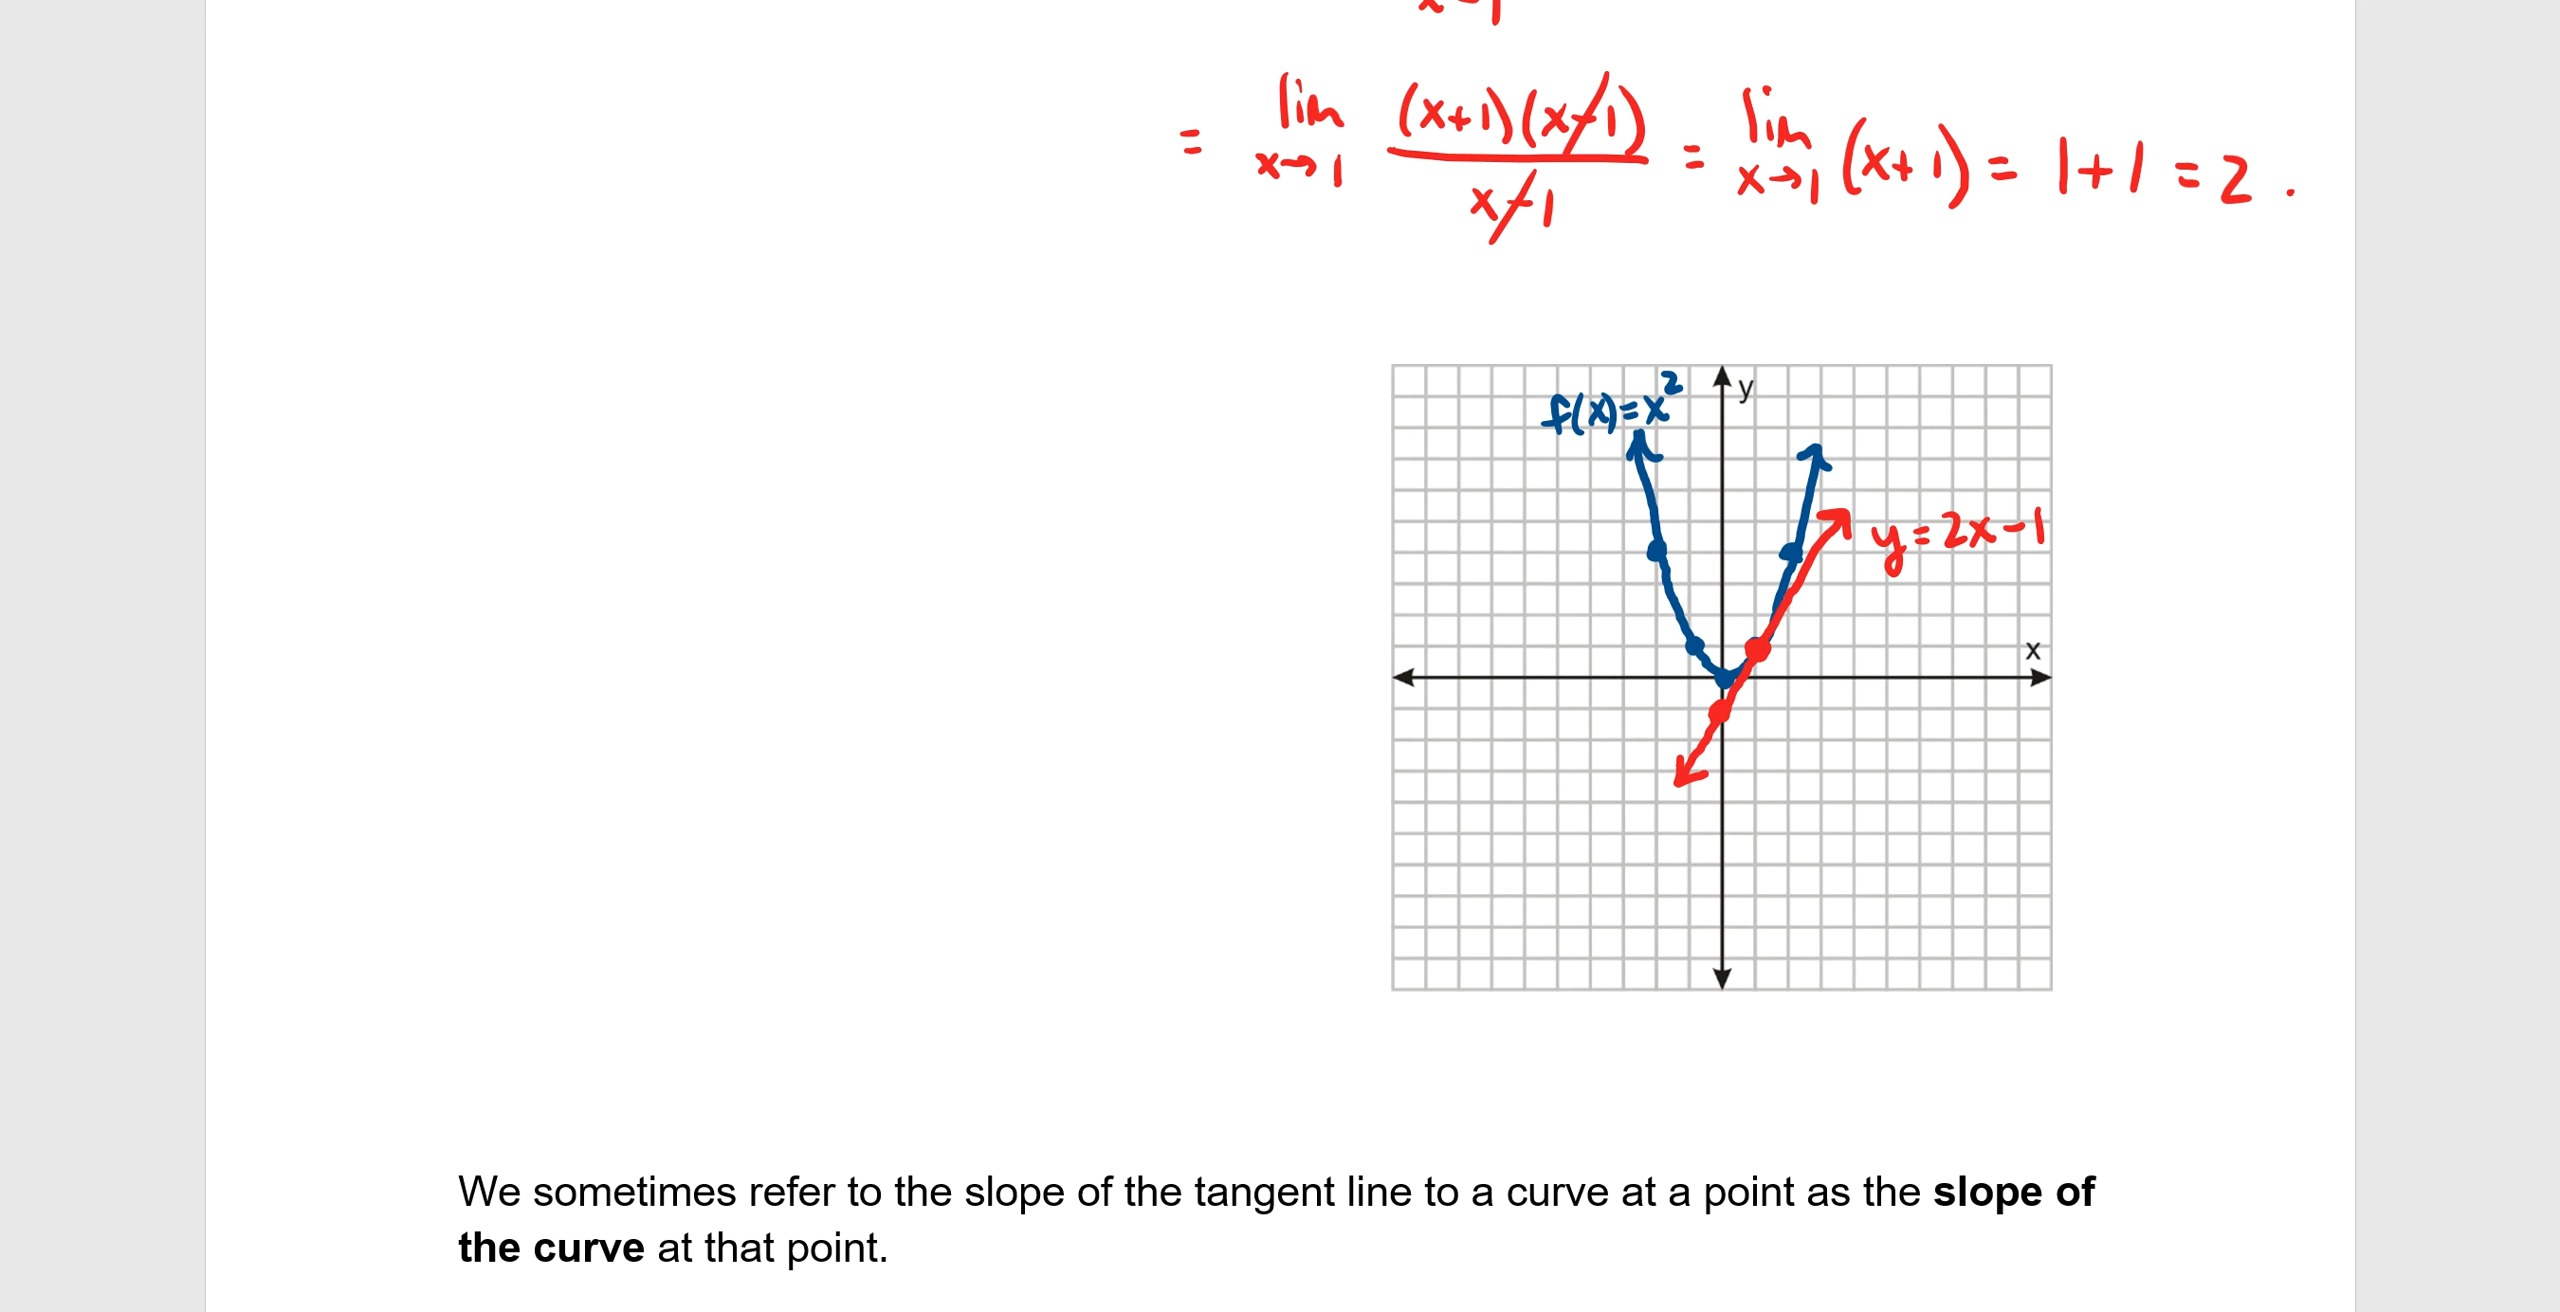 x-1
= lim x→1 (x+1)(x-1) / x-1 = lim x→1 (x+1) = 1+1 = 2.
y
f(x)=x²
y=2x-1
x
We sometimes refer to the slope of the tangent line to a curve at a point as the slope of
the curve at that point.